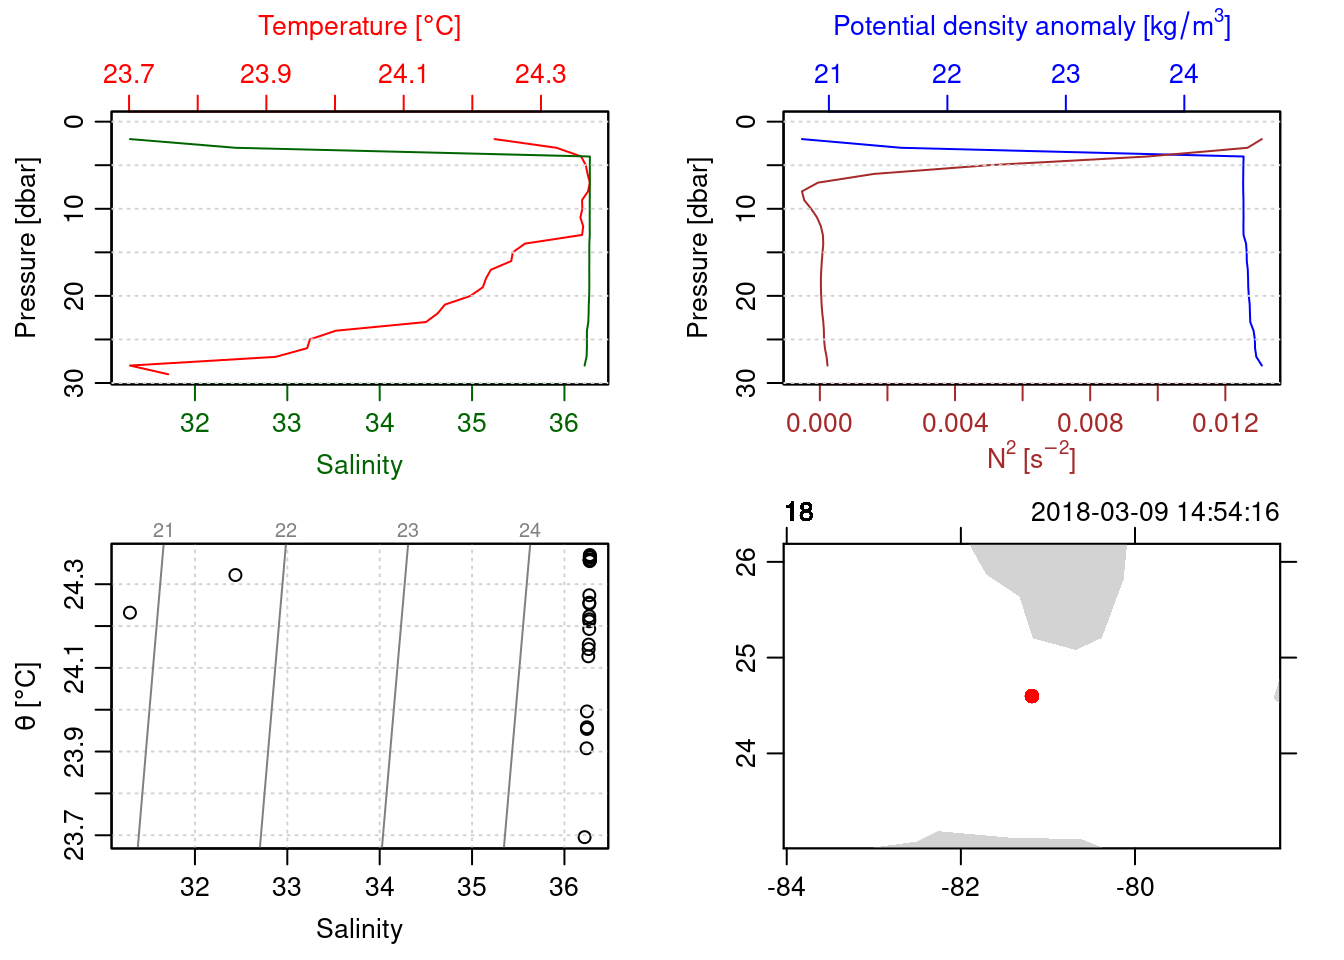 Temperature [°C]
23.7 23.9 24.1 24.3
0 10 20 30
Pressure [dbar]
32 33 34 35 36
Salinity
Potential density anomaly [kg/m³]
21 22 23 24
0 10 20 30
Pressure [dbar]
0.000 0.004 0.008 0.012
N² [s⁻²]
21 22 23 24
24.3 24.1 23.9 23.7
θ [°C]
32 33 34 35 36
Salinity
18 2018-03-09 14:54:16
26 25 24
-84 -82 -80